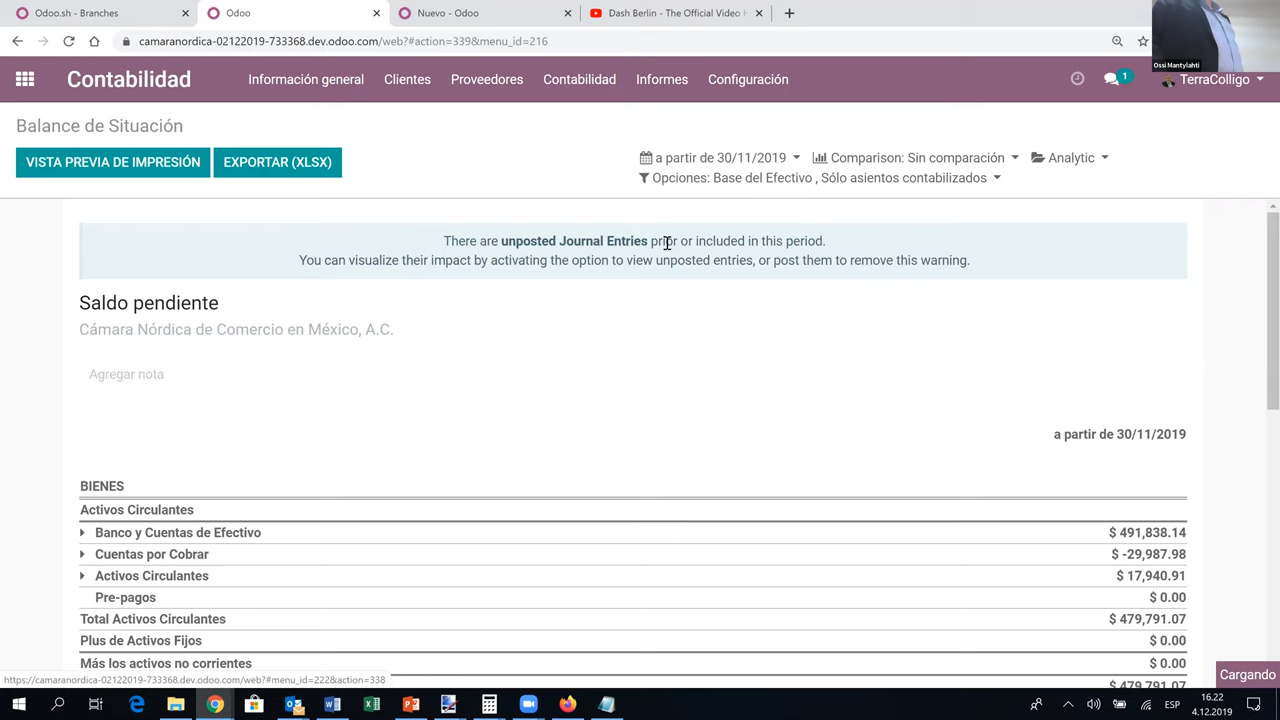 Odoo.sh - Branches
Odoo
Nuevo - Odoo
Dash Berlin - The Official Video
camaranordica-02122019-733368.dev.odoo.com/web?#action=339&menu_id=216
Ossi Mantylahti
Contabilidad
Información general
Clientes
Proveedores
Contabilidad
Informes
Configuración
1
TerraColligo
Balance de Situación
VISTA PREVIA DE IMPRESIÓN
EXPORTAR (XLSX)
a partir de 30/11/2019
Comparison: Sin comparación
Analytic
Opciones: Base del Efectivo , Sólo asientos contabilizados
There are unposted Journal Entries prior or included in this period.
You can visualize their impact by activating the option to view unposted entries, or post them to remove this warning.
Saldo pendiente
Cámara Nórdica de Comercio en México, A.C.
Agregar nota
a partir de 30/11/2019
BIENES
Activos Circulantes
Banco y Cuentas de Efectivo $ 491,838.14
Cuentas por Cobrar $ -29,987.98
Activos Circulantes $ 17,940.91
Pre-pagos $ 0.00
Total Activos Circulantes $ 479,791.07
Plus de Activos Fijos $ 0.00
Más los activos no corrientes $ 0.00
$ 479,791.07
https://camaranordica-02122019-733368.dev.odoo.com/web?#menu_id=222&action=338
Cargando
ESP
16.22
4.12.2019